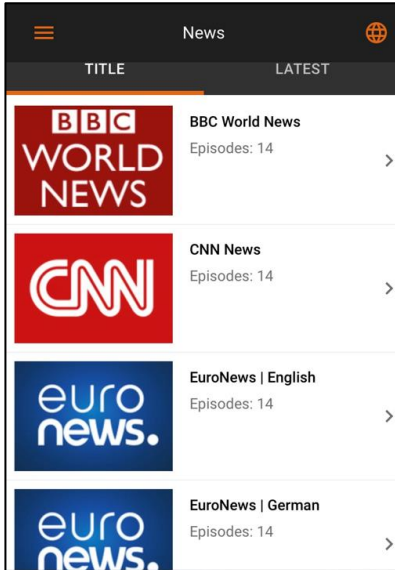 News
TITLE LATEST
BBC
WORLD
NEWS
BBC World News
Episodes: 14
CNN
CNN News
Episodes: 14
euro
news.
EuroNews | English
Episodes: 14
euro
news.
EuroNews | German
Episodes: 14